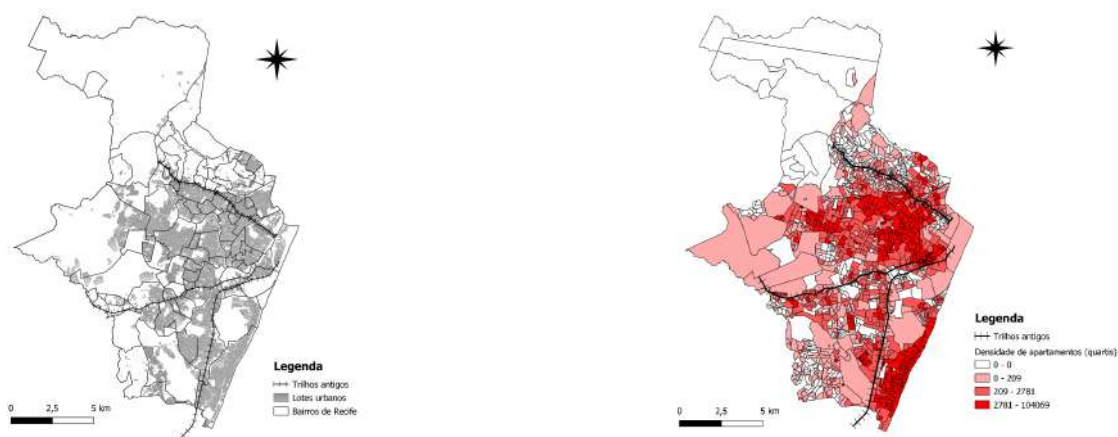 Legenda
Trilhos antigos
Lotes urbanos
Bairros de Recife
0 2,5 5 km
Legenda
Trilhos antigos
Densidade de apartamentos (quartis)
0 - 0
0 - 209
209 - 2781
2781 - 104069
0 2,5 5 km